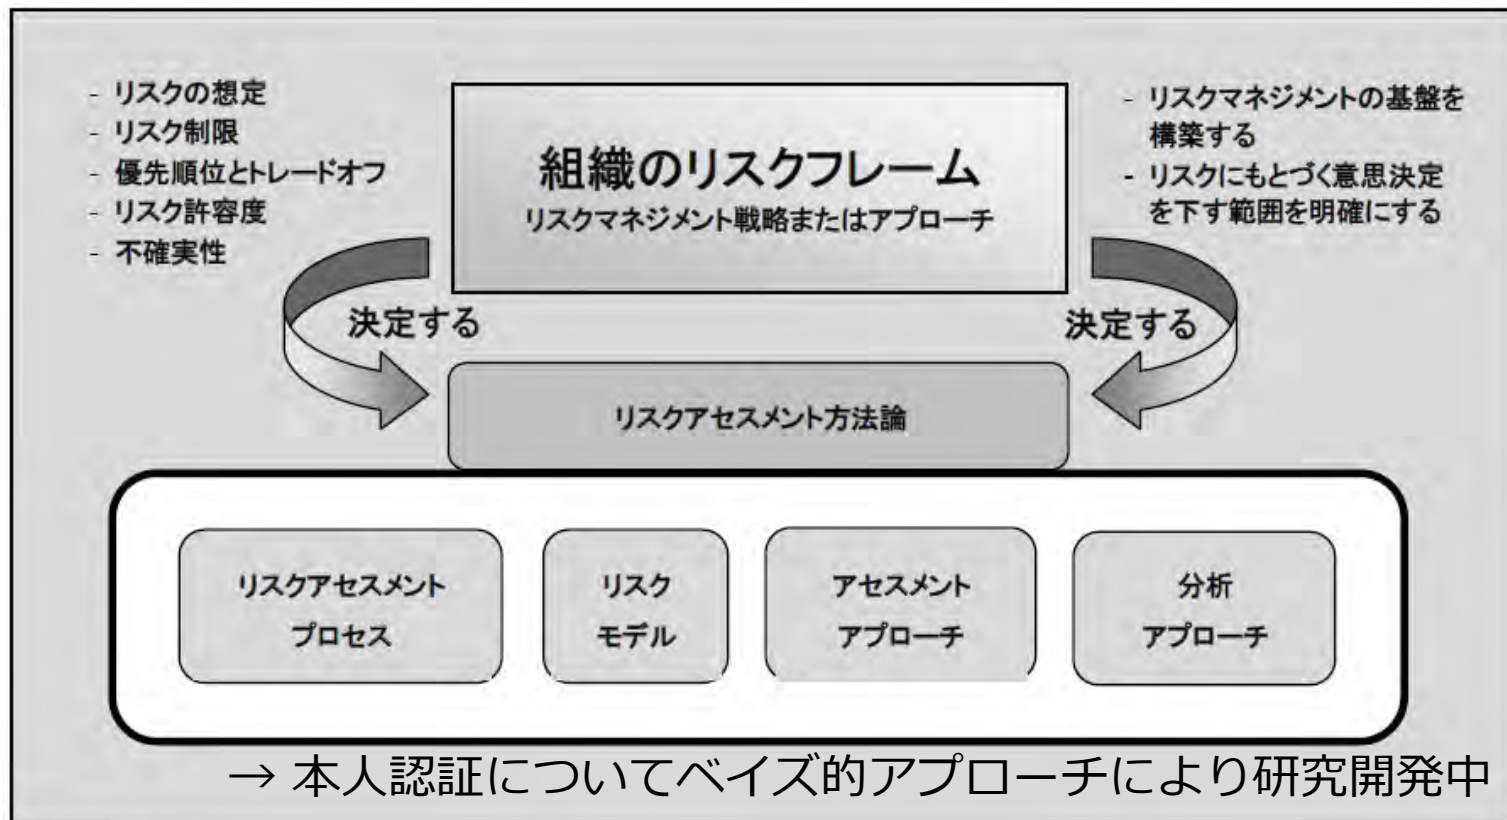 - リスクの想定
- リスク制限
- 優先順位とトレードオフ
- リスク許容度
- 不確実性
組織のリスクフレーム
リスクマネジメント戦略またはアプローチ
- リスクマネジメントの基盤を
構築する
- リスクにもとづく意思決定
を下す範囲を明確にする
決定する
決定する
リスクアセスメント方法論
リスクアセスメント
プロセス
リスク
モデル
アセスメント
アプローチ
分析
アプローチ
→ 本人認証についてベイズ的アプローチにより研究開発中